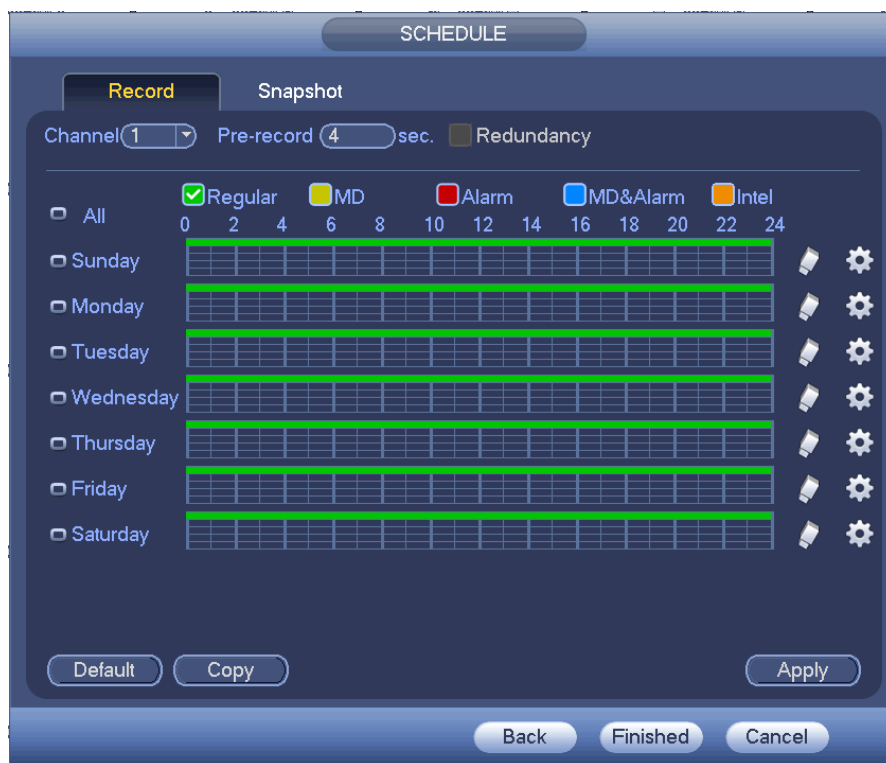 SCHEDULE
Record Snapshot
Channel 1 Pre-record 4 sec. Redundancy
All Regular MD Alarm MD&Alarm Intel
0 2 4 6 8 10 12 14 16 18 20 22 24
Sunday
Monday
Tuesday
Wednesday
Thursday
Friday
Saturday
Default Copy Apply
Back Finished Cancel